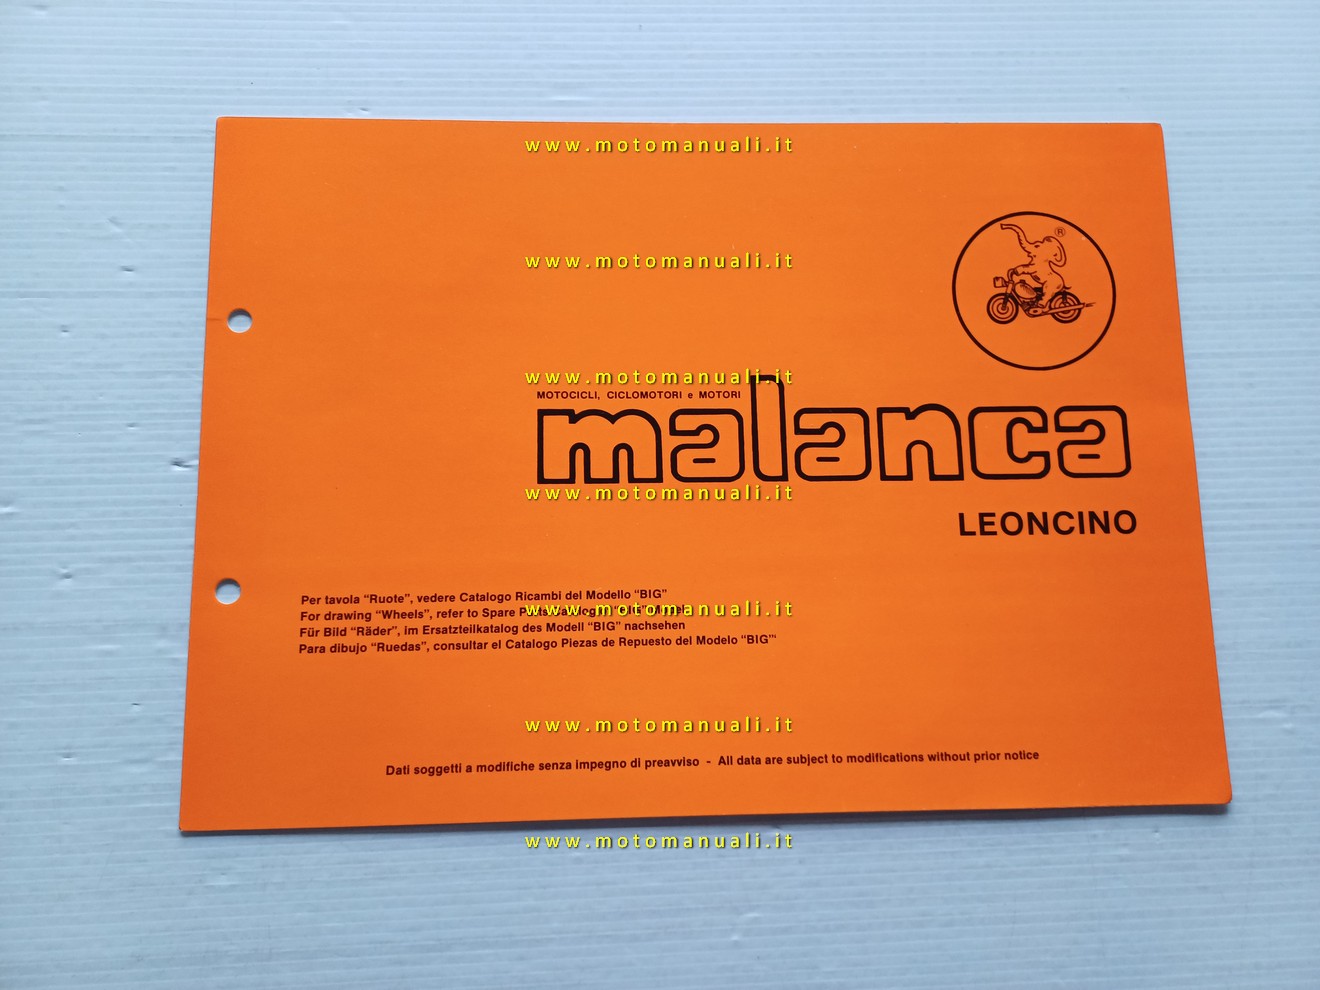 www.motomanuali.it
®
www.motomanuali.it
www.motomanuali.it
MOTOCICLI, CICLOMOTORI e MOTORI
malanca
www.motomanuali.it
LEONCINO
Per tavola “Ruote”, vedere Catalogo Ricambi del Modello “BIG”
For drawing “Wheels”, refer to Spare
www.motomanuali.it
Für Bild “Räder”, im Ersatzteilkatalog des Modell “BIG” nachsehen
Para dibujo “Ruedas”, consultar el Catalogo Piezas de Repuesto del Modelo “BIG”
www.motomanuali.it
Dati soggetti a modifiche senza impegno di preavviso - All data are subject to modifications without prior notice
www.motomanuali.it